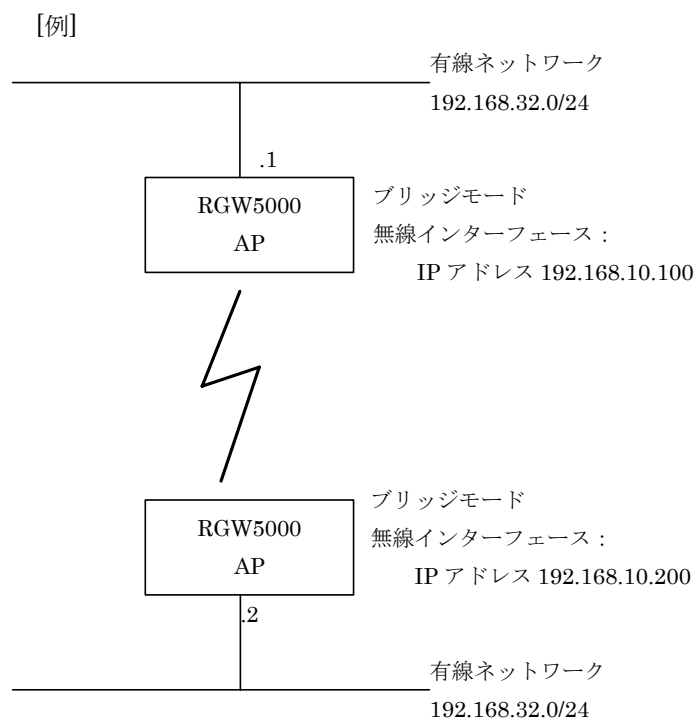 [例]
有線ネットワーク
192.168.32.0/24
.1
RGW5000
AP
ブリッジモード
無線インターフェース：
IP アドレス 192.168.10.100
ブリッジモード
無線インターフェース：
IP アドレス 192.168.10.200
RGW5000
AP
.2
有線ネットワーク
192.168.32.0/24